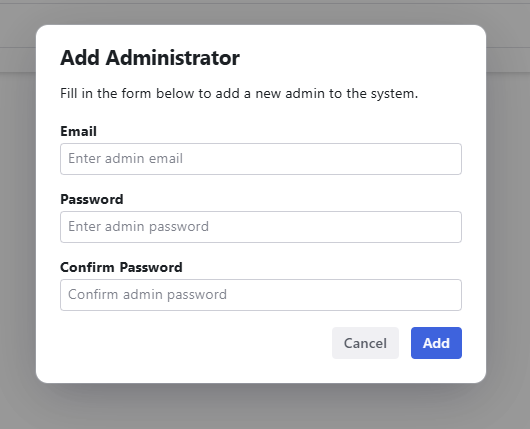 Add Administrator
Fill in the form below to add a new admin to the system.
Email
Enter admin email
Password
Enter admin password
Confirm Password
Confirm admin password
Cancel Add